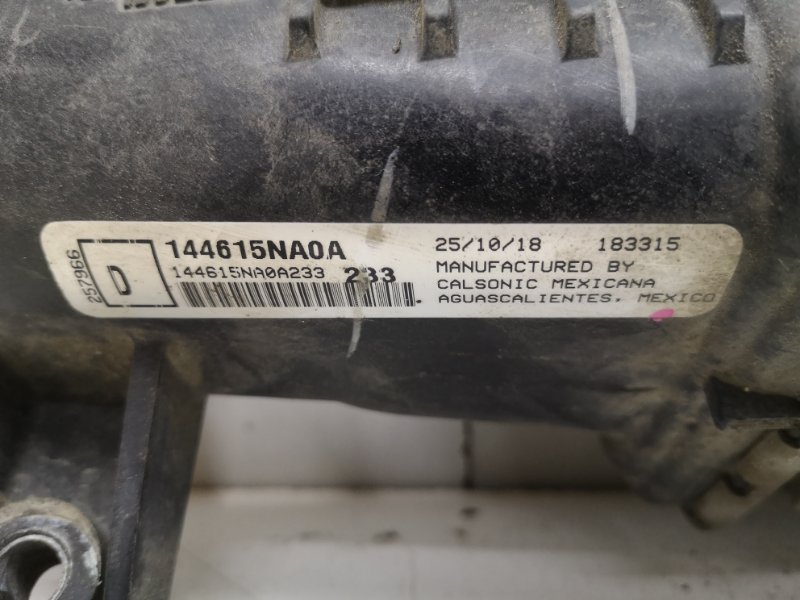 257966
D
144615NA0A
144615NA0A233 233
25/10/18 183315
MANUFACTURED BY
CALSONIC MEXICANA
AGUASCALIENTES, MEXICO